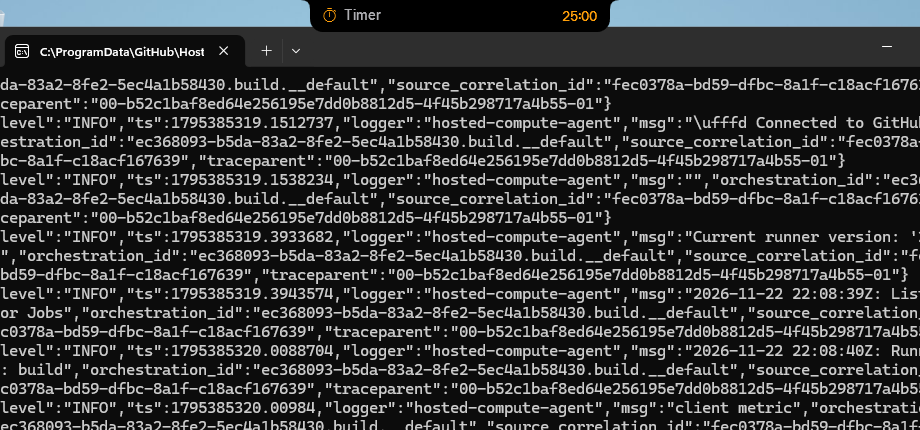 Timer 25:00
C:\ProgramData\GitHub\Host
da-83a2-8fe2-5ec4a1b58430.build.__default","source_correlation_id":"fec0378a-bd59-dfbc-8a1f-c18acf16763
ceparent":"00-b52c1baf8ed64e256195e7dd0b8812d5-4f45b298717a4b55-01"}
level":"INFO","ts":1795385319.1512737,"logger":"hosted-compute-agent","msg":"\ufffd Connected to GitHub
estration_id":"ec368093-b5da-83a2-8fe2-5ec4a1b58430.build.__default","source_correlation_id":"fec0378a-
bc-8a1f-c18acf167639","traceparent":"00-b52c1baf8ed64e256195e7dd0b8812d5-4f45b298717a4b55-01"}
level":"INFO","ts":1795385319.1538234,"logger":"hosted-compute-agent","msg":"","orchestration_id":"ec36
da-83a2-8fe2-5ec4a1b58430.build.__default","source_correlation_id":"fec0378a-bd59-dfbc-8a1f-c18acf16763
ceparent":"00-b52c1baf8ed64e256195e7dd0b8812d5-4f45b298717a4b55-01"}
level":"INFO","ts":1795385319.3933682,"logger":"hosted-compute-agent","msg":"Current runner version: '
","orchestration_id":"ec368093-b5da-83a2-8fe2-5ec4a1b58430.build.__default","source_correlation_id":"fe
bd59-dfbc-8a1f-c18acf167639","traceparent":"00-b52c1baf8ed64e256195e7dd0b8812d5-4f45b298717a4b55-01"}
level":"INFO","ts":1795385319.3943574,"logger":"hosted-compute-agent","msg":"2026-11-22 22:08:39Z: List
or Jobs","orchestration_id":"ec368093-b5da-83a2-8fe2-5ec4a1b58430.build.__default","source_correlation_
c0378a-bd59-dfbc-8a1f-c18acf167639","traceparent":"00-b52c1baf8ed64e256195e7dd0b8812d5-4f45b298717a4b55
level":"INFO","ts":1795385320.0088704,"logger":"hosted-compute-agent","msg":"2026-11-22 22:08:40Z: Runn
: build","orchestration_id":"ec368093-b5da-83a2-8fe2-5ec4a1b58430.build.__default","source_correlation_
c0378a-bd59-dfbc-8a1f-c18acf167639","traceparent":"00-b52c1baf8ed64e256195e7dd0b8812d5-4f45b298717a4b55
level":"INFO","ts":1795385320.00984,"logger":"hosted-compute-agent","msg":"client metric","orchestratio
ec368093-b5da-83a2-8fe2-5ec4a1b58430.build.__default","source_correlation_id":"fec0378a-bd59-dfbc-8a1f-